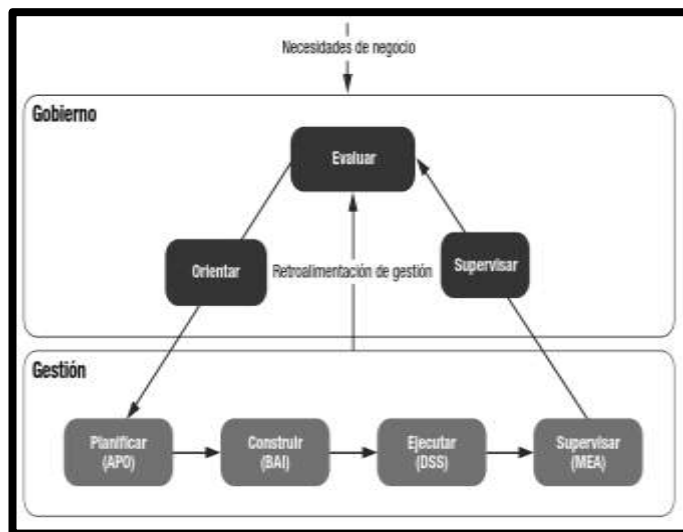 Necesidades de negocio
Gobierno
Evaluar
Orientar
Retroalimentación de gestión
Supervisar
Gestión
Planificar
(APO)
Construir
(BAI)
Ejecutar
(DSS)
Supervisar
(MEA)